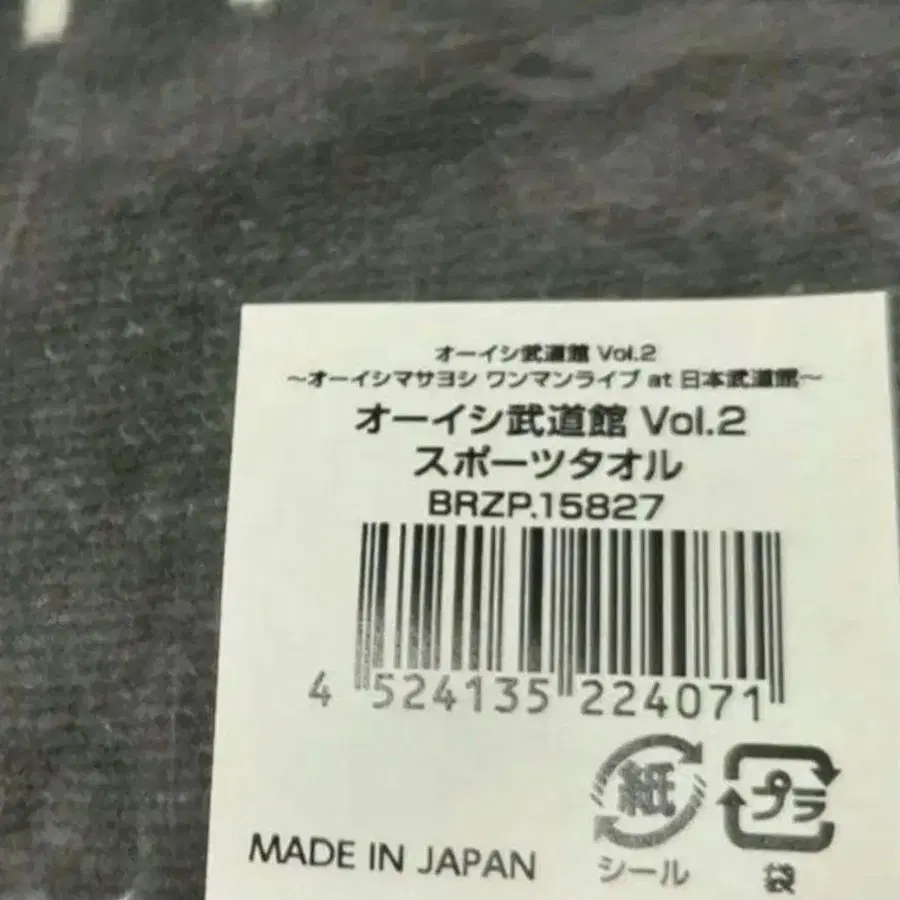 オーイシ武道館 Vol.2
～オーイシマサヨシ ワンマンライブ at 日本武道館～
オーイシ武道館 Vol.2
スポーツタオル
BRZP.15827
4 524135 224071
紙
シール
プラ
袋
MADE IN JAPAN